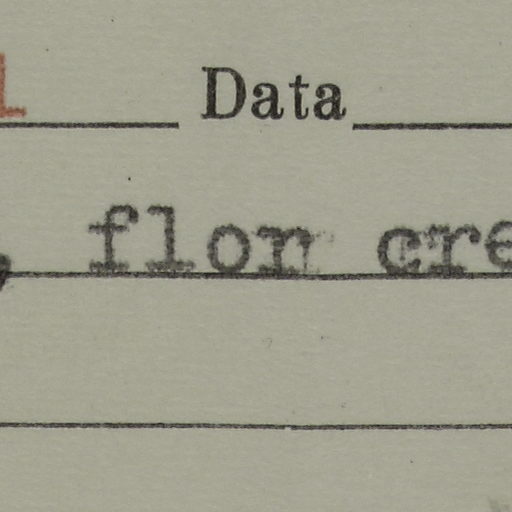 Data
, flon cre